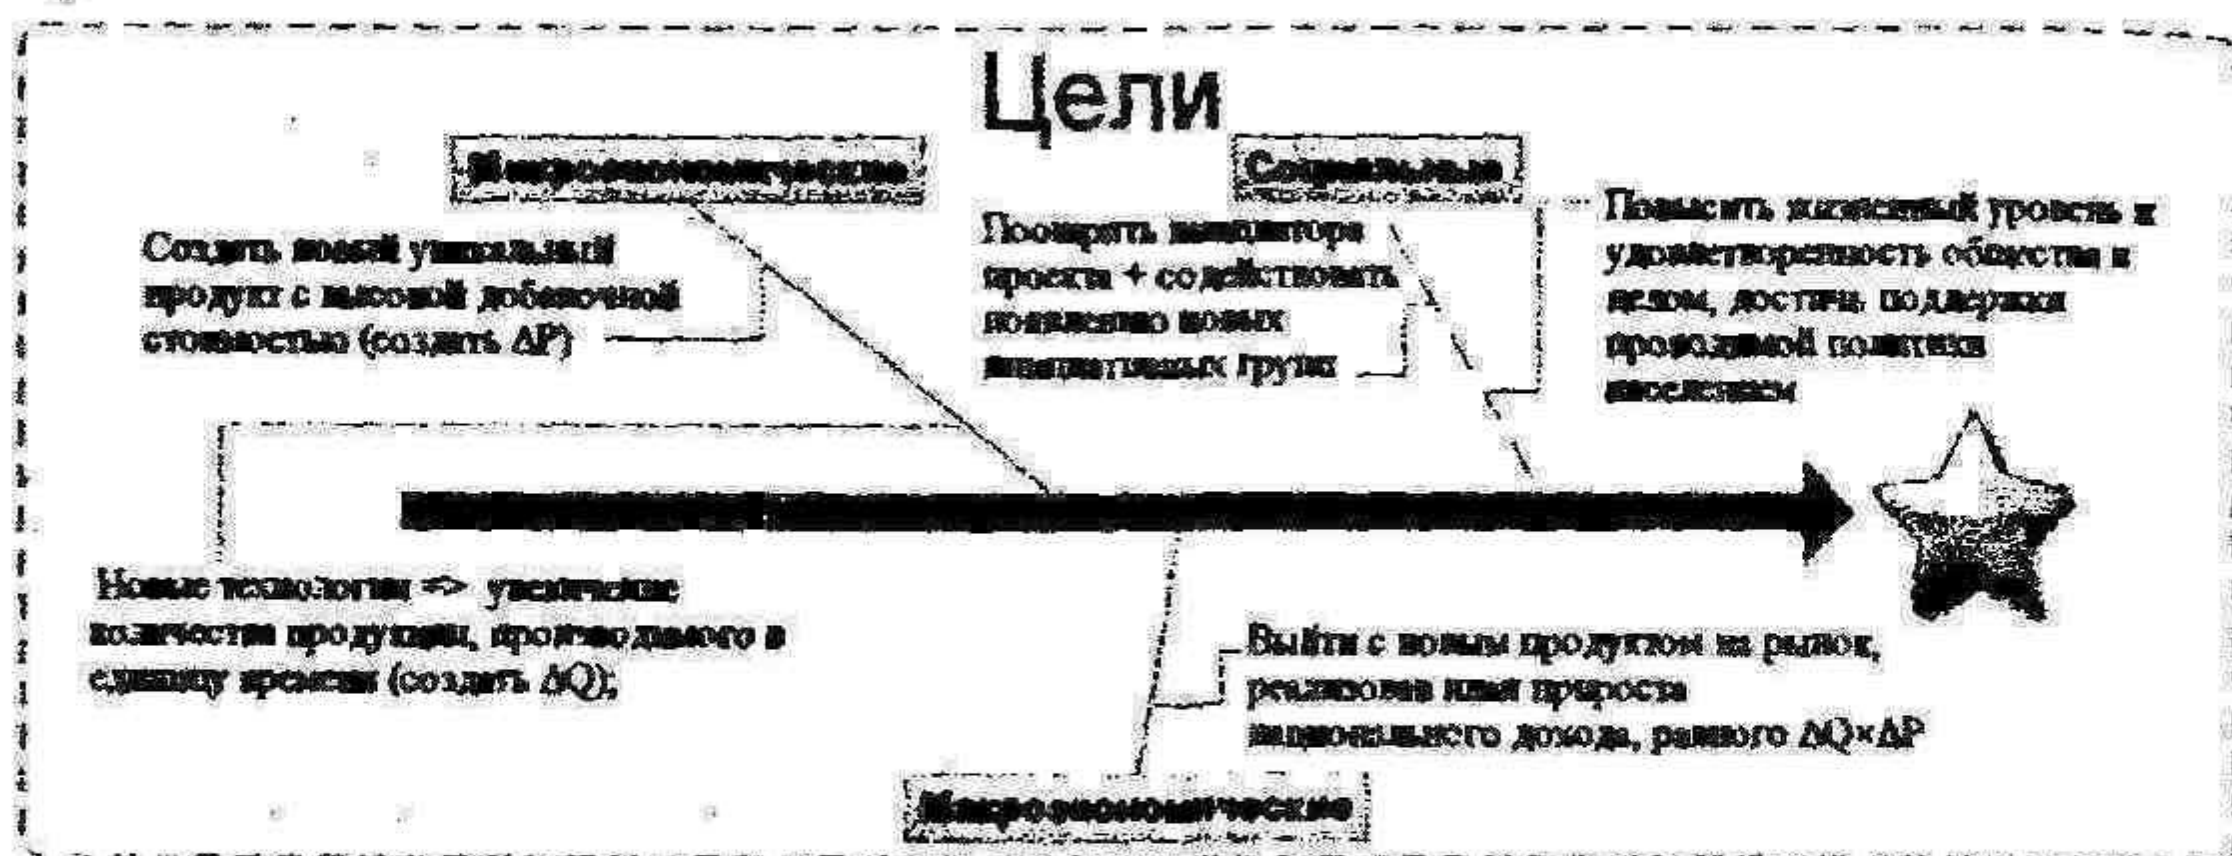 Цели
Микроэкономические
Социальные
Создать новый уникальный
продукт с высокой добавочной
стоимостью (создать ΔP)
Поощрять инициатора
проекта + содействовать
появлению новых
инициативных групп
Повысить жизненный уровень и
удовлетворенность общества в
целом, достичь поддержки
проводимой политики
населением
Новые технологии => увеличение
количества продукции, производимого в
единицу времени (создать ΔQ);
Выйти с новым продуктом на рынок,
реализовав прироста
национального дохода, равного ΔQ×ΔP
Макроэкономические